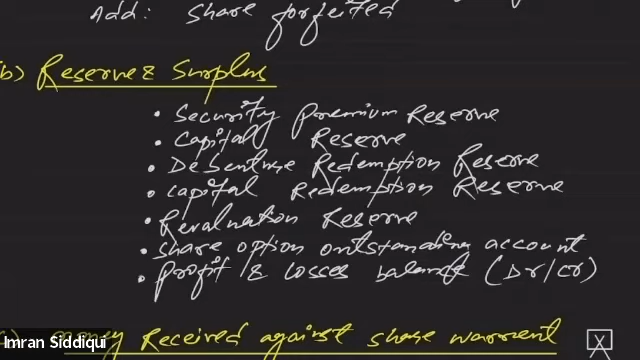 Add: Share forfeited
b) Reserve & Surplus
• Security Premium Reserve
• Capital Reserve
• Debenture Redemption Reserve
• Capital Redemption Reserve
• Revaluation Reserve
• Share option outstanding account
• Profit & Losses balance (Dr/Cr)
Money Received against share warrent
Imran Siddiqui